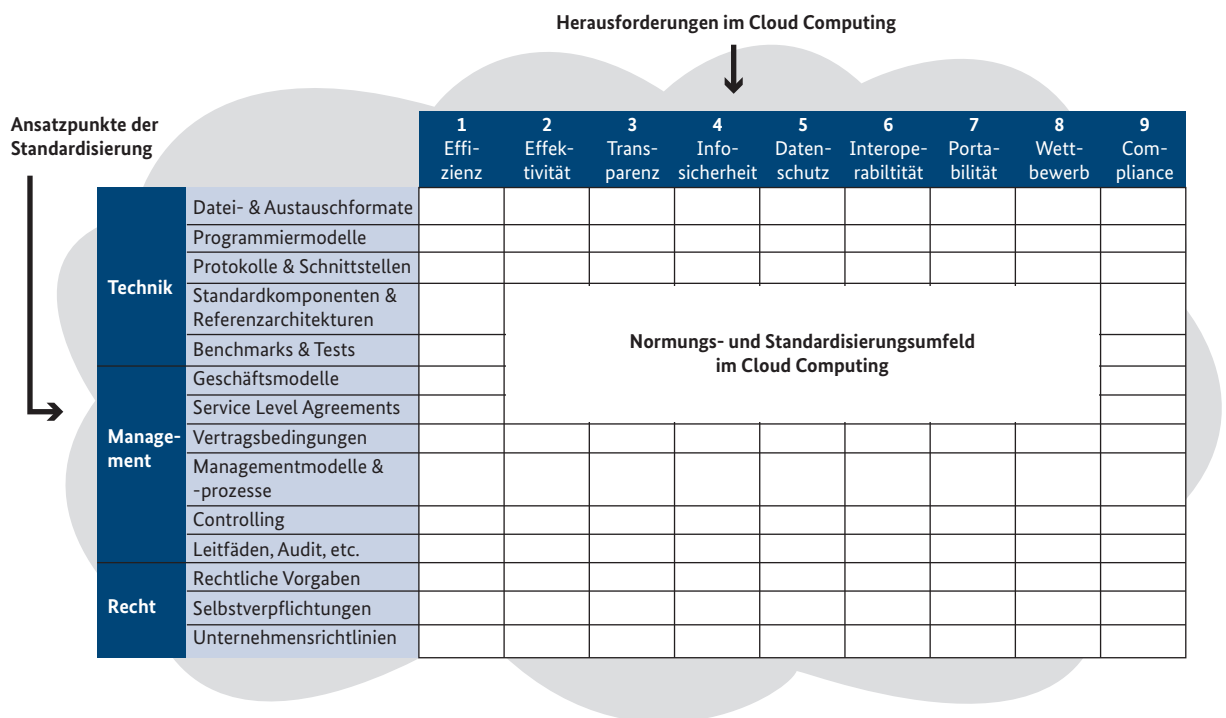 Herausforderungen im Cloud Computing
Ansatzpunkte der
Standardisierung
1 2 3 4 5 6 7 8 9
Effi- Effek- Trans- Info- Daten- Interope- Porta- Wett- Com-
zienz tivität parenz sicherheit schutz rabiltität bilität bewerb pliance
Datei- & Austauschformate
Programmiermodelle
Protokolle & Schnittstellen
Technik
Standardkomponenten &
Referenzarchitekturen
Benchmarks & Tests
Normungs- und Standardisierungsumfeld
im Cloud Computing
Geschäftsmodelle
Service Level Agreements
Manage-
ment
Vertragsbedingungen
Managementmodelle &
-prozesse
Controlling
Leitfäden, Audit, etc.
Recht
Rechtliche Vorgaben
Selbstverpflichtungen
Unternehmensrichtlinien